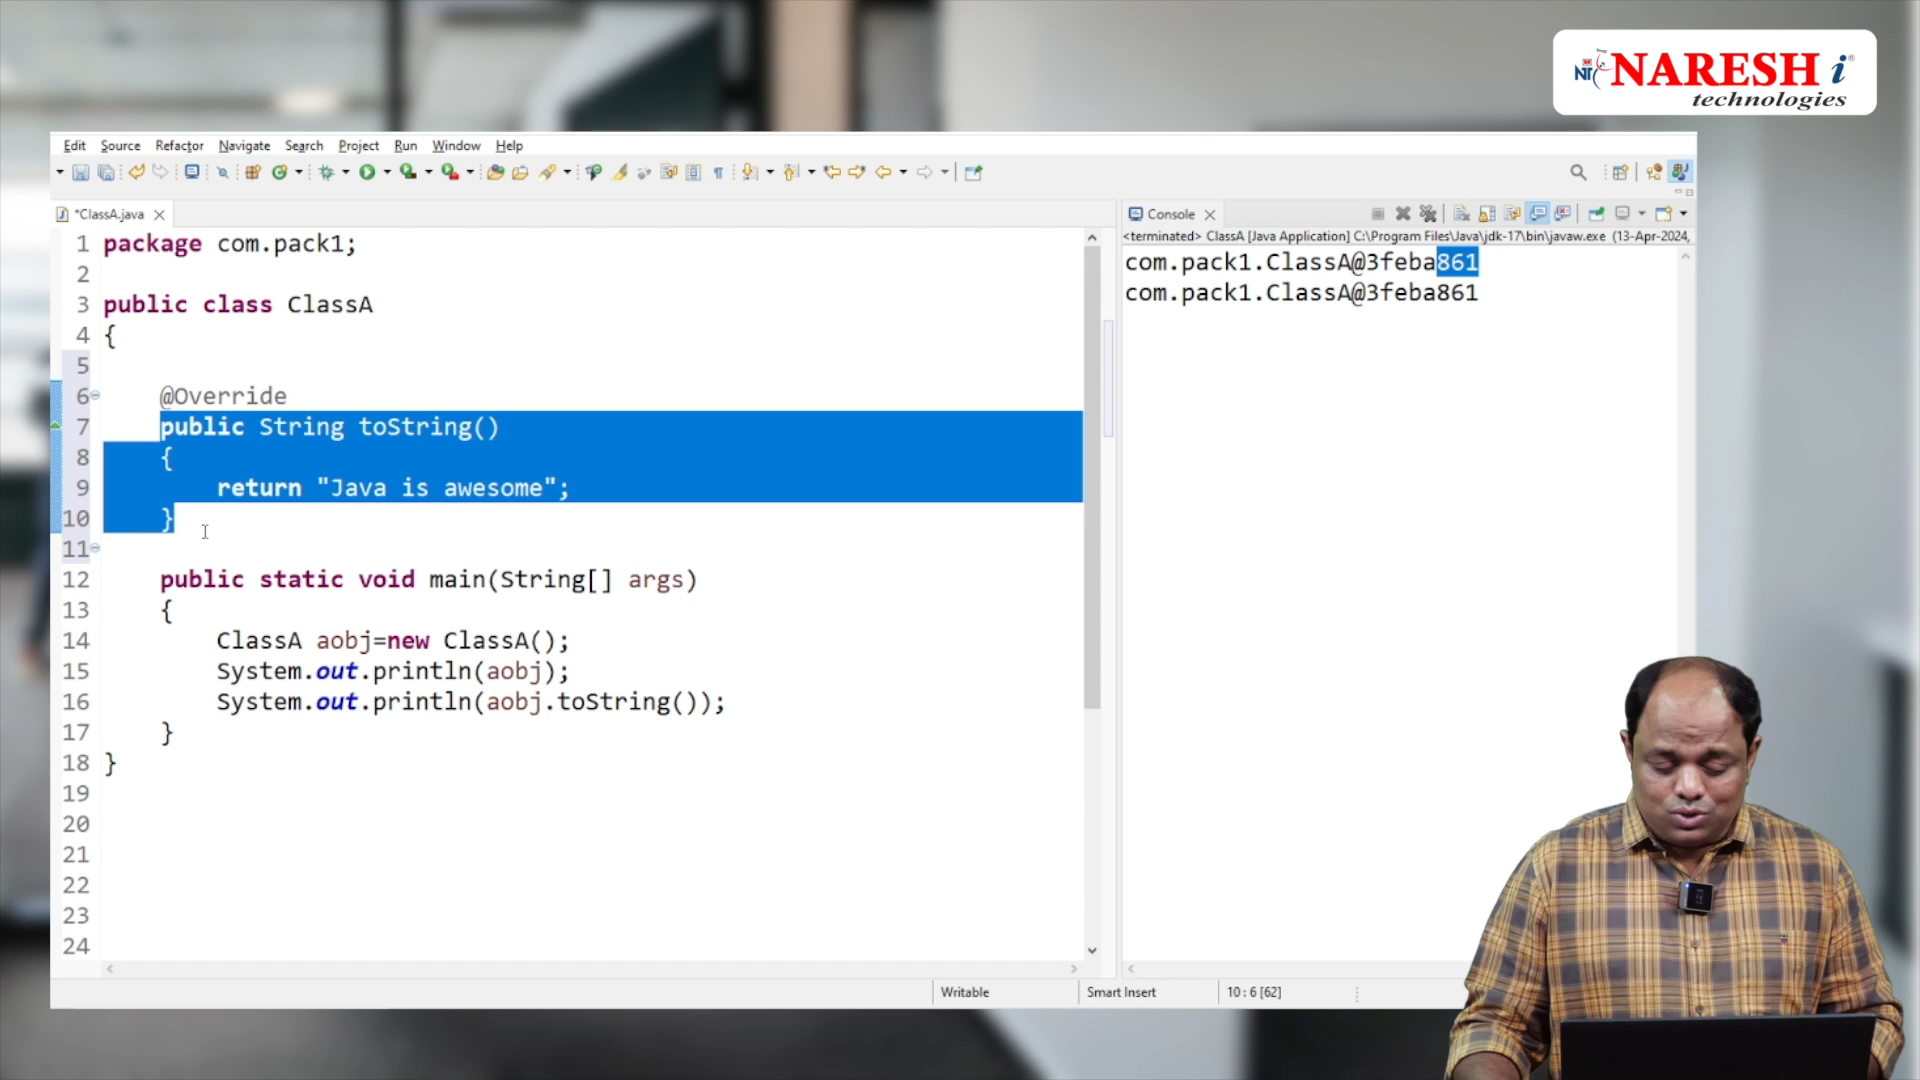 NIT NARESH i ®
technologies
Edit Source Refactor Navigate Search Project Run Window Help
*ClassA.java
1 package com.pack1;
2
3 public class ClassA
4 {
5
6 @Override
7 public String toString()
8 {
9 return "Java is awesome";
10 }
11
12 public static void main(String[] args)
13 {
14 ClassA aobj=new ClassA();
15 System.out.println(aobj);
16 System.out.println(aobj.toString());
17 }
18 }
19
20
21
22
23
24
Console
<terminated> ClassA [Java Application] C:\Program Files\Java\jdk-17\bin\javaw.exe (13-Apr-2024,
com.pack1.ClassA@3feba861
com.pack1.ClassA@3feba861
Writable Smart Insert 10 : 6 [62]